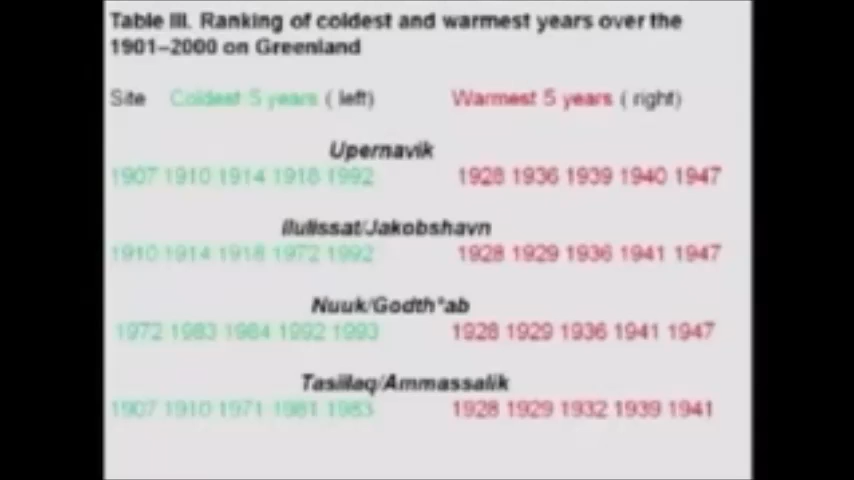 Table III. Ranking of coldest and warmest years over the
1901–2000 on Greenland
Site Coldest 5 years ( left) Warmest 5 years ( right)
Upernavik
1907 1910 1914 1918 1992 1928 1936 1939 1940 1947
Ilulissat/Jakobshavn
1910 1914 1918 1972 1992 1928 1929 1936 1941 1947
Nuuk/Godth°ab
1972 1983 1984 1992 1993 1928 1929 1936 1941 1947
Tasiilaq/Ammassalik
1907 1910 1971 1981 1983 1928 1929 1932 1939 1941